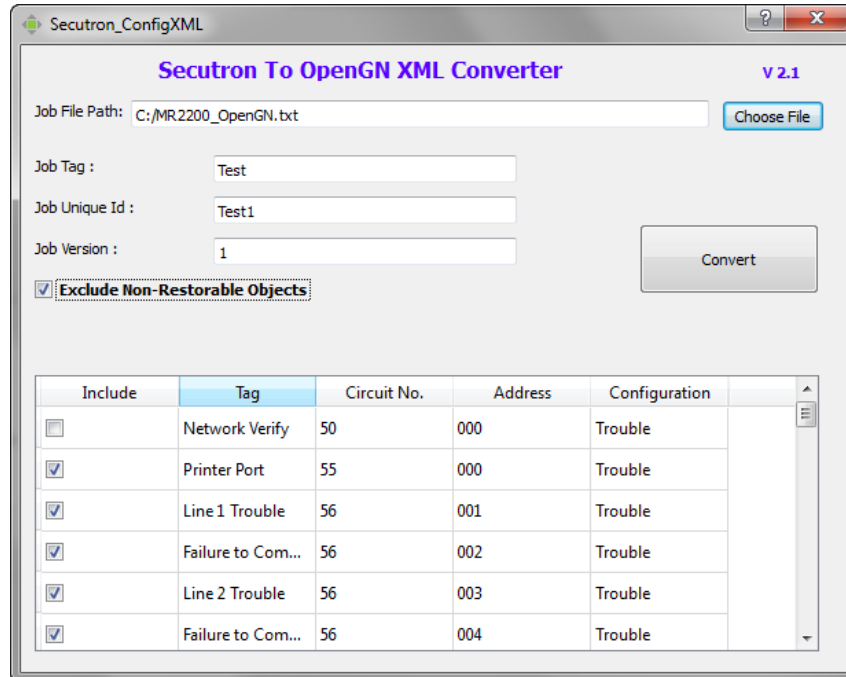 Secutron_ConfigXML
?
X
Secutron To OpenGN XML Converter V 2.1
Job File Path: C:/MR2200_OpenGN.txt Choose File
Job Tag : Test
Job Unique Id : Test1
Job Version : 1
Convert
Exclude Non-Restorable Objects
Include Tag Circuit No. Address Configuration
Network Verify 50 000 Trouble
Printer Port 55 000 Trouble
Line 1 Trouble 56 001 Trouble
Failure to Com... 56 002 Trouble
Line 2 Trouble 56 003 Trouble
Failure to Com... 56 004 Trouble